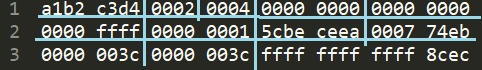 1 a1b2 c3d4 0002 0004 0000 0000 0000 0000
2 0000 ffff 0000 0001 5cbe ceea 0007 74eb
3 0000 003c 0000 003c ffff ffff ffff 8cec